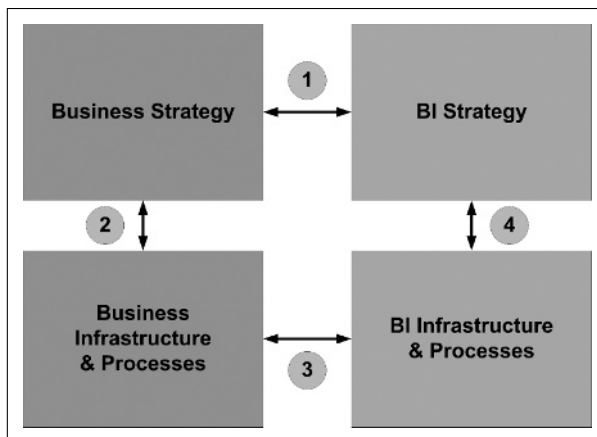 1
Business Strategy
BI Strategy
2
4
Business
Infrastructure
& Processes
BI Infrastructure
& Processes
3